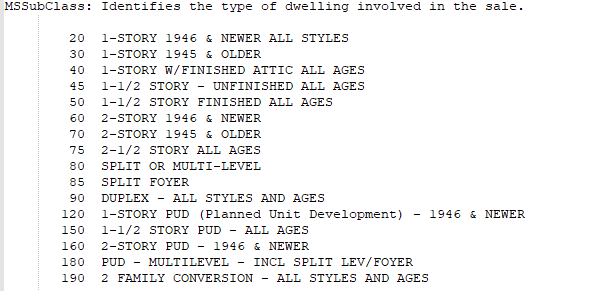 MSSubClass: Identifies the type of dwelling involved in the sale.
20 1-STORY 1946 & NEWER ALL STYLES
30 1-STORY 1945 & OLDER
40 1-STORY W/FINISHED ATTIC ALL AGES
45 1-1/2 STORY - UNFINISHED ALL AGES
50 1-1/2 STORY FINISHED ALL AGES
60 2-STORY 1946 & NEWER
70 2-STORY 1945 & OLDER
75 2-1/2 STORY ALL AGES
80 SPLIT OR MULTI-LEVEL
85 SPLIT FOYER
90 DUPLEX - ALL STYLES AND AGES
120 1-STORY PUD (Planned Unit Development) - 1946 & NEWER
150 1-1/2 STORY PUD - ALL AGES
160 2-STORY PUD - 1946 & NEWER
180 PUD - MULTILEVEL - INCL SPLIT LEV/FOYER
190 2 FAMILY CONVERSION - ALL STYLES AND AGES